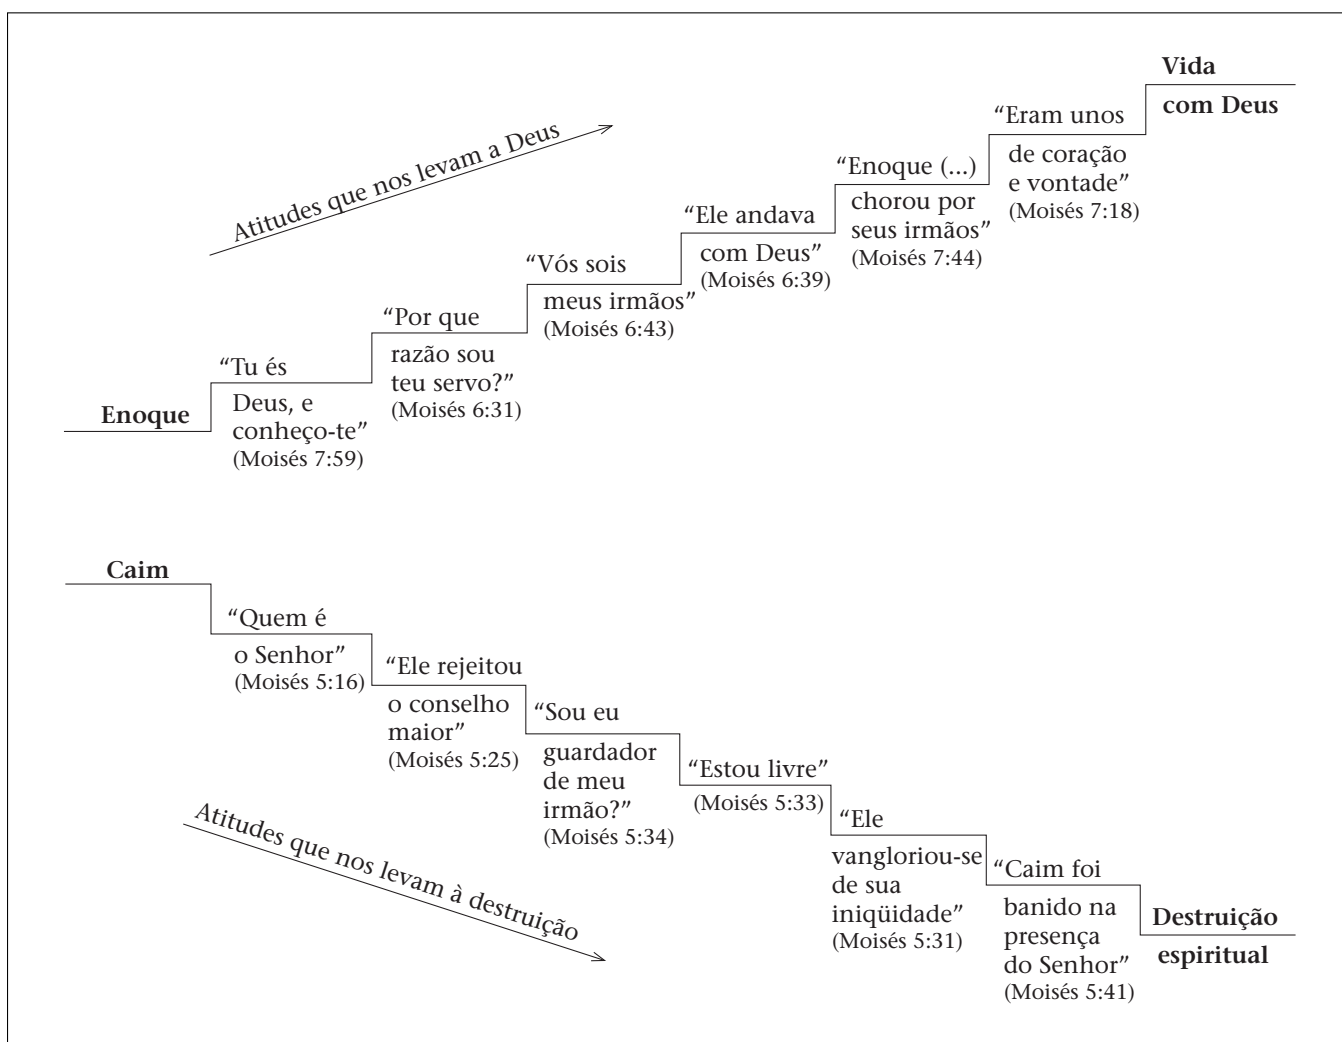 Vida
com Deus
“Eram unos
de coração
e vontade”
(Moisés 7:18)
“Enoque (...)
chorou por
seus irmãos”
(Moisés 7:44)
“Ele andava
com Deus”
(Moisés 6:39)
“Vós sois
meus irmãos”
(Moisés 6:43)
“Por que
razão sou
teu servo?”
(Moisés 6:31)
“Tu és
Deus, e
conheço-te”
(Moisés 7:59)
Enoque
Atitudes que nos levam a Deus
Caim
“Quem é
o Senhor”
(Moisés 5:16)
“Ele rejeitou
o conselho
maior”
(Moisés 5:25)
“Sou eu
guardador
de meu
irmão?”
(Moisés 5:34)
“Estou livre”
(Moisés 5:33)
“Ele
vangloriou-se
de sua
iniqüidade”
(Moisés 5:31)
“Caim foi
banido na
presença
do Senhor”
(Moisés 5:41)
Destruição
espiritual
Atitudes que nos levam à destruição